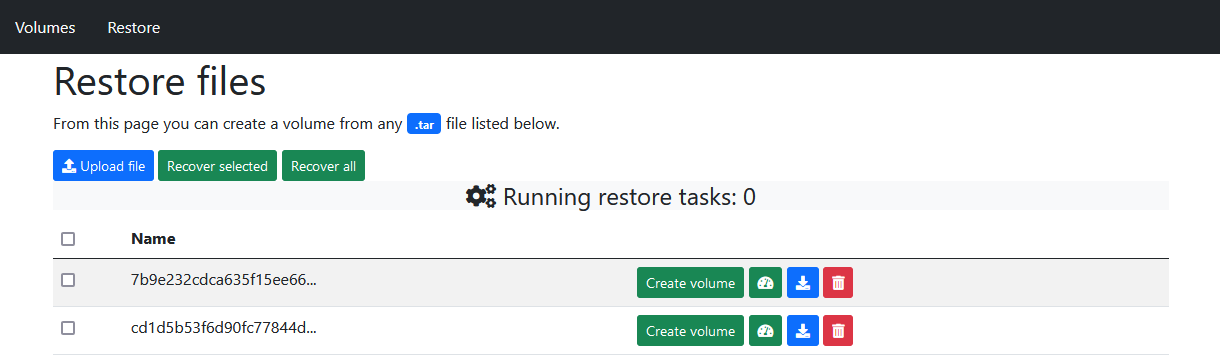 Volumes Restore
Restore files
From this page you can create a volume from any .tar file listed below.
Upload file Recover selected Recover all
Running restore tasks: 0
Name
7b9e232cdca635f15ee66... Create volume
cd1d5b53f6d90fc77844d... Create volume